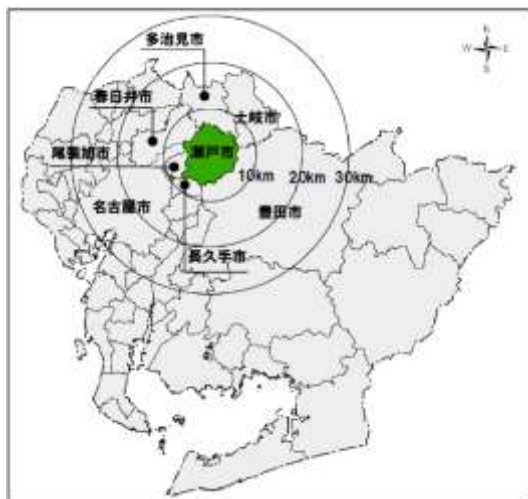 多治見市
N
W
E
S
春日井市
土岐市
尾張旭市
瀬戸市
10km
20km
30km
名古屋市
豊田市
長久手市